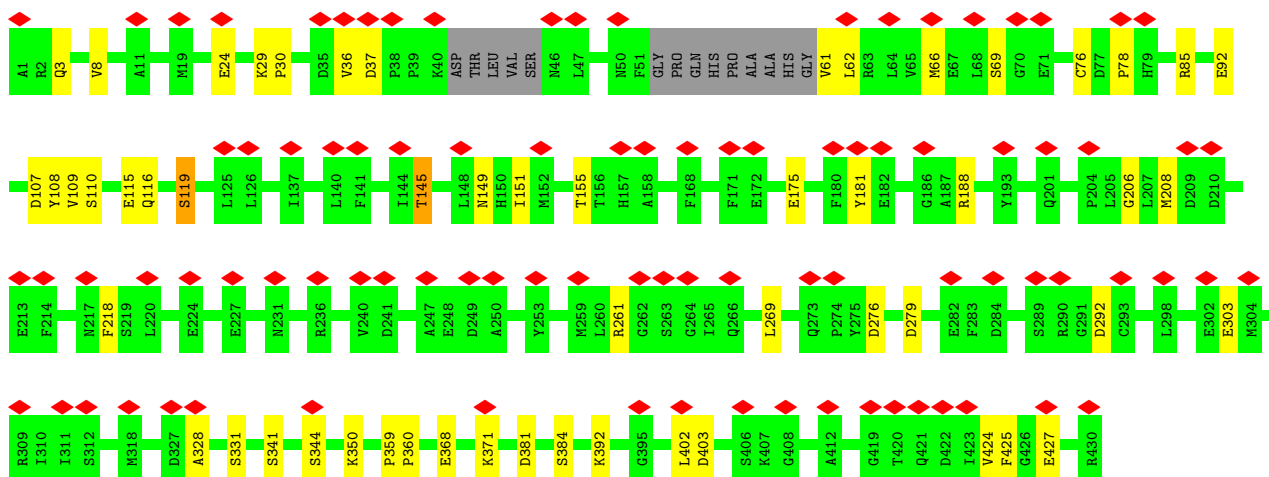 A1 R2 Q3 V8 A11 M19 E24 K29 P30 D35 V36 D37 P38 P39 K40 ASP THR LEU VAL SER N46 L47 N50 F51 GLY PRO GLN HIS PRO ALA ALA HIS GLY V61 L62 R63 L64 V65 M66 E67 L68 S69 G70 E71 C76 D77 P78 H79 R85 E92
D107 Y108 V109 S110 E115 Q116 S119 L125 L126 I137 L140 F141 I144 T145 L148 N149 H150 I151 M152 T155 T156 H157 A158 F168 F171 E172 E175 F180 Y181 E182 G186 A187 R188 Y193 Q201 P204 L205 G206 L207 M208 D209 D210
E213 F214 N217 F218 S219 L220 E224 E227 N231 R236 V240 D241 A247 E248 D249 A250 Y253 M259 L260 R261 G262 S263 G264 I265 Q266 L269 Q273 P274 Y275 D276 D279 E282 F283 D284 S289 R290 G291 D292 C293 L298 E302 E303 M304
R309 I310 I311 S312 M318 D327 A328 S331 S341 S344 K350 P359 P360 E368 K371 D381 S384 K392 G395 L402 D403 S406 K407 G408 A412 G419 T420 Q421 D422 I423 V424 F425 G426 E427 R430